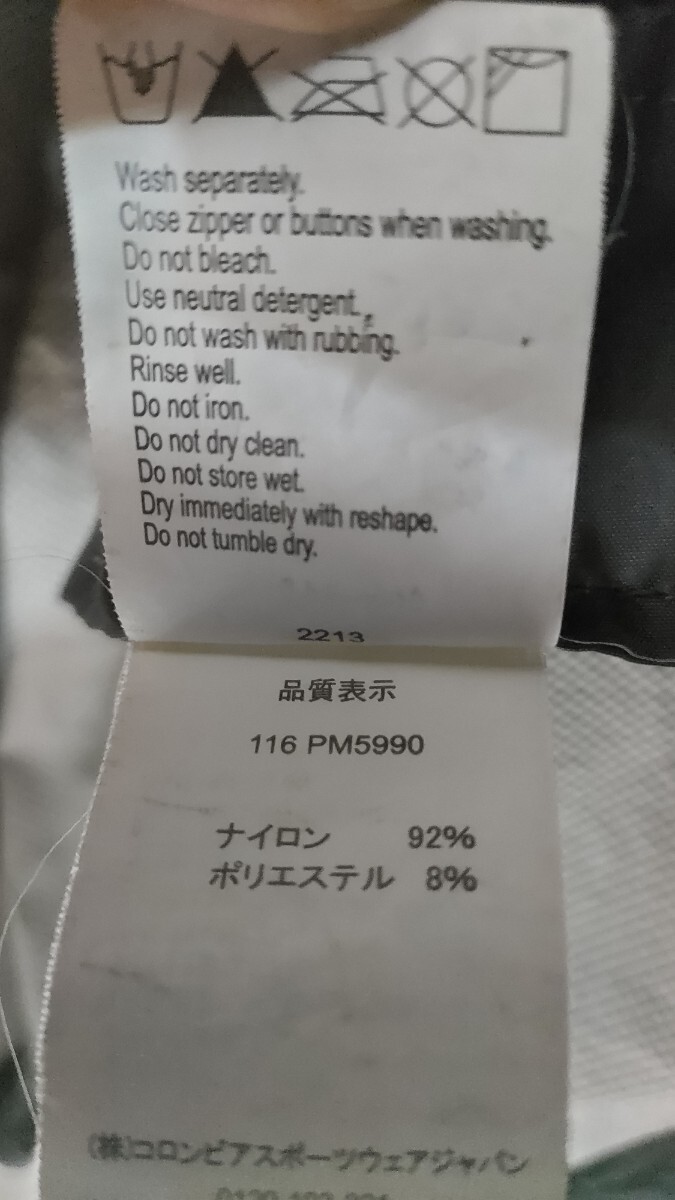 Wash separately.
Close zipper or buttons when washing.
Do not bleach.
Use neutral detergent.
Do not wash with rubbing.
Rinse well.
Do not iron.
Do not dry clean.
Do not store wet.
Dry immediately with reshape.
Do not tumble dry.
2213
品質表示
116 PM5990
ナイロン 92%
ポリエステル 8%
(株)コロンビアスポーツウェアジャパン